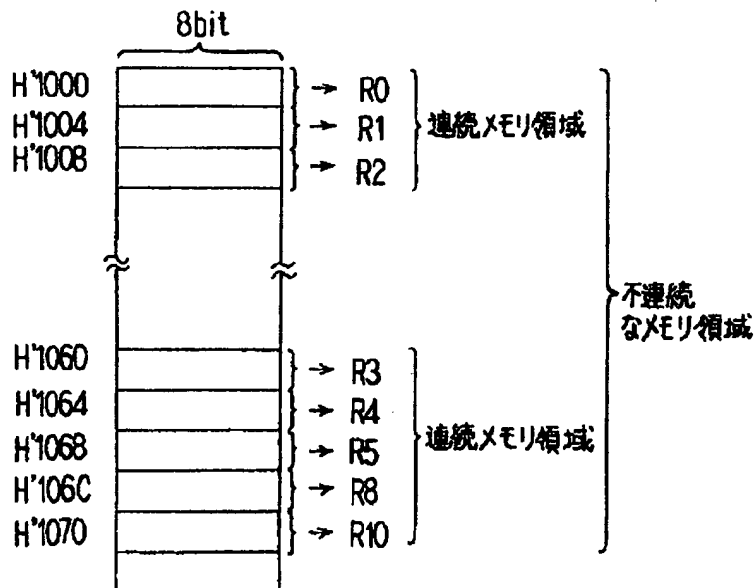 8bit
H'1000 → R0
H'1004 → R1 連続メモリ領域
H'1008 → R2
不連続
なメモリ領域
H'1060 → R3
H'1064 → R4
H'1068 → R5 連続メモリ領域
H'106C → R8
H'1070 → R10